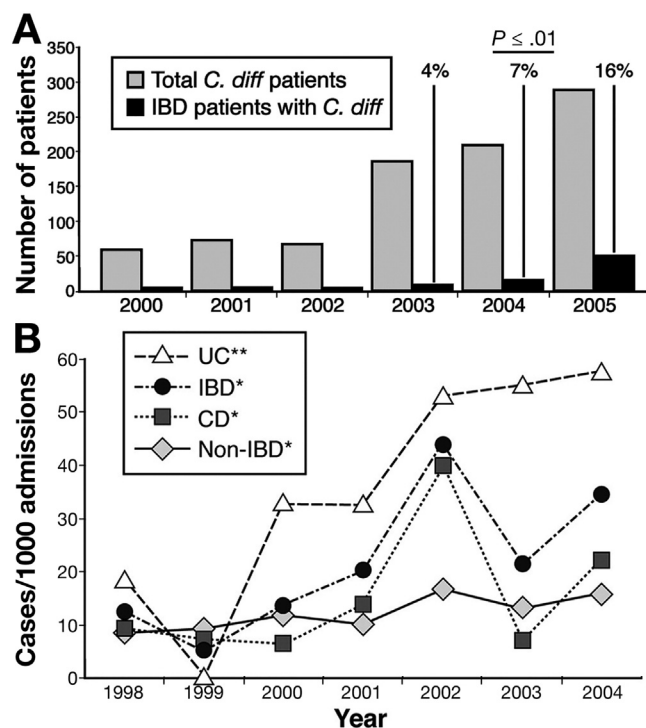 A
P ≤ .01
350
300
250
200
150
100
50
0
Number of patients
Total C. diff patients
IBD patients with C. diff
4%
7%
16%
2000 2001 2002 2003 2004 2005
B
60
50
40
30
20
10
0
Cases/1000 admissions
UC**
IBD*
CD*
Non-IBD*
1998 1999 2000 2001 2002 2003 2004
Year